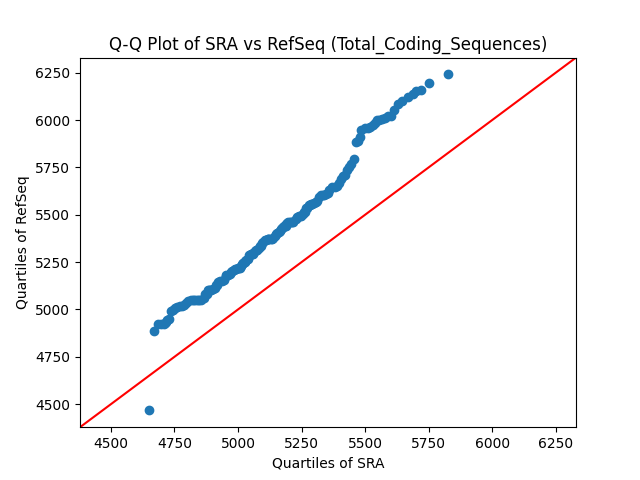 Q-Q Plot of SRA vs RefSeq (Total_Coding_Sequences)
6250
6000
5750
5500
5250
5000
4750
4500
Quartiles of RefSeq
4500 4750 5000 5250 5500 5750 6000 6250
Quartiles of SRA